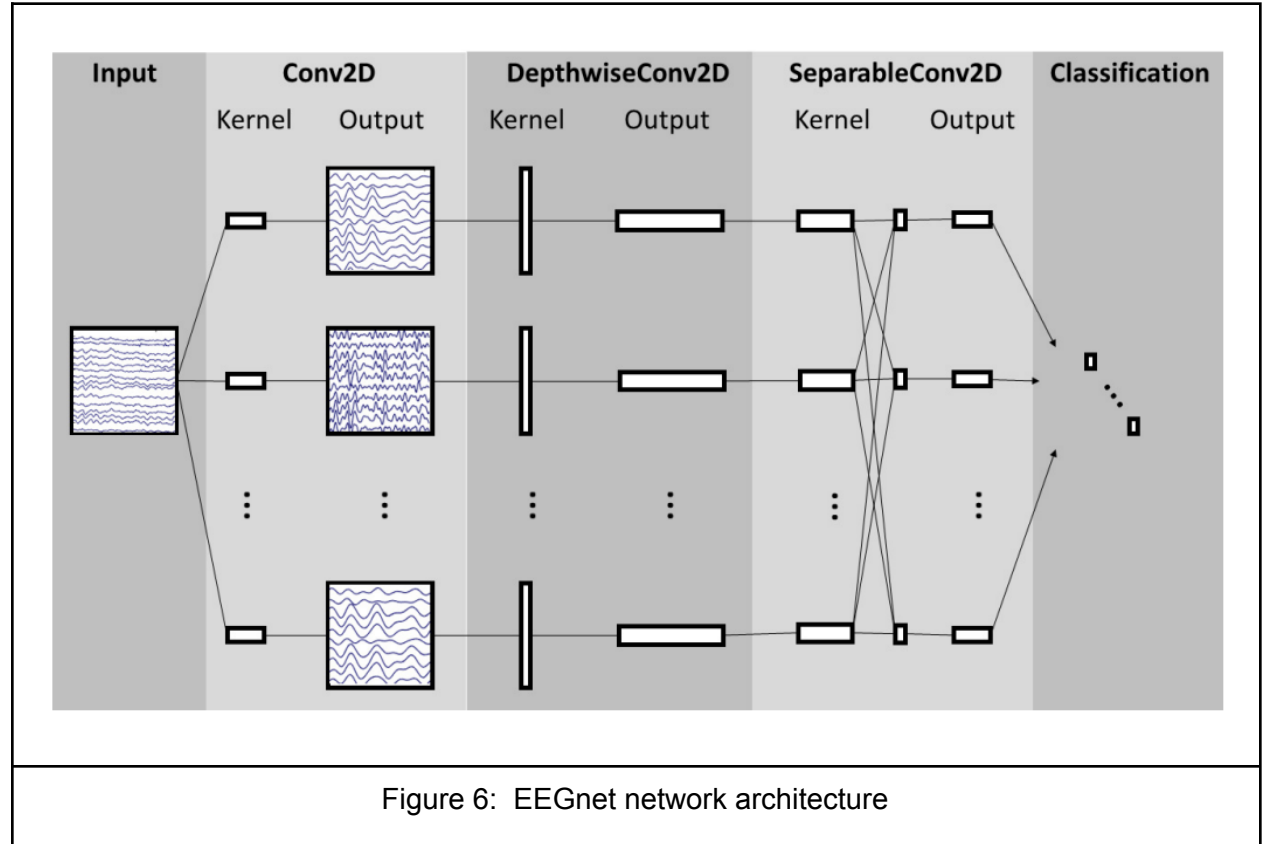 Input Conv2D DepthwiseConv2D SeparableConv2D Classification
Kernel Output Kernel Output Kernel Output
Figure 6: EEGnet network architecture